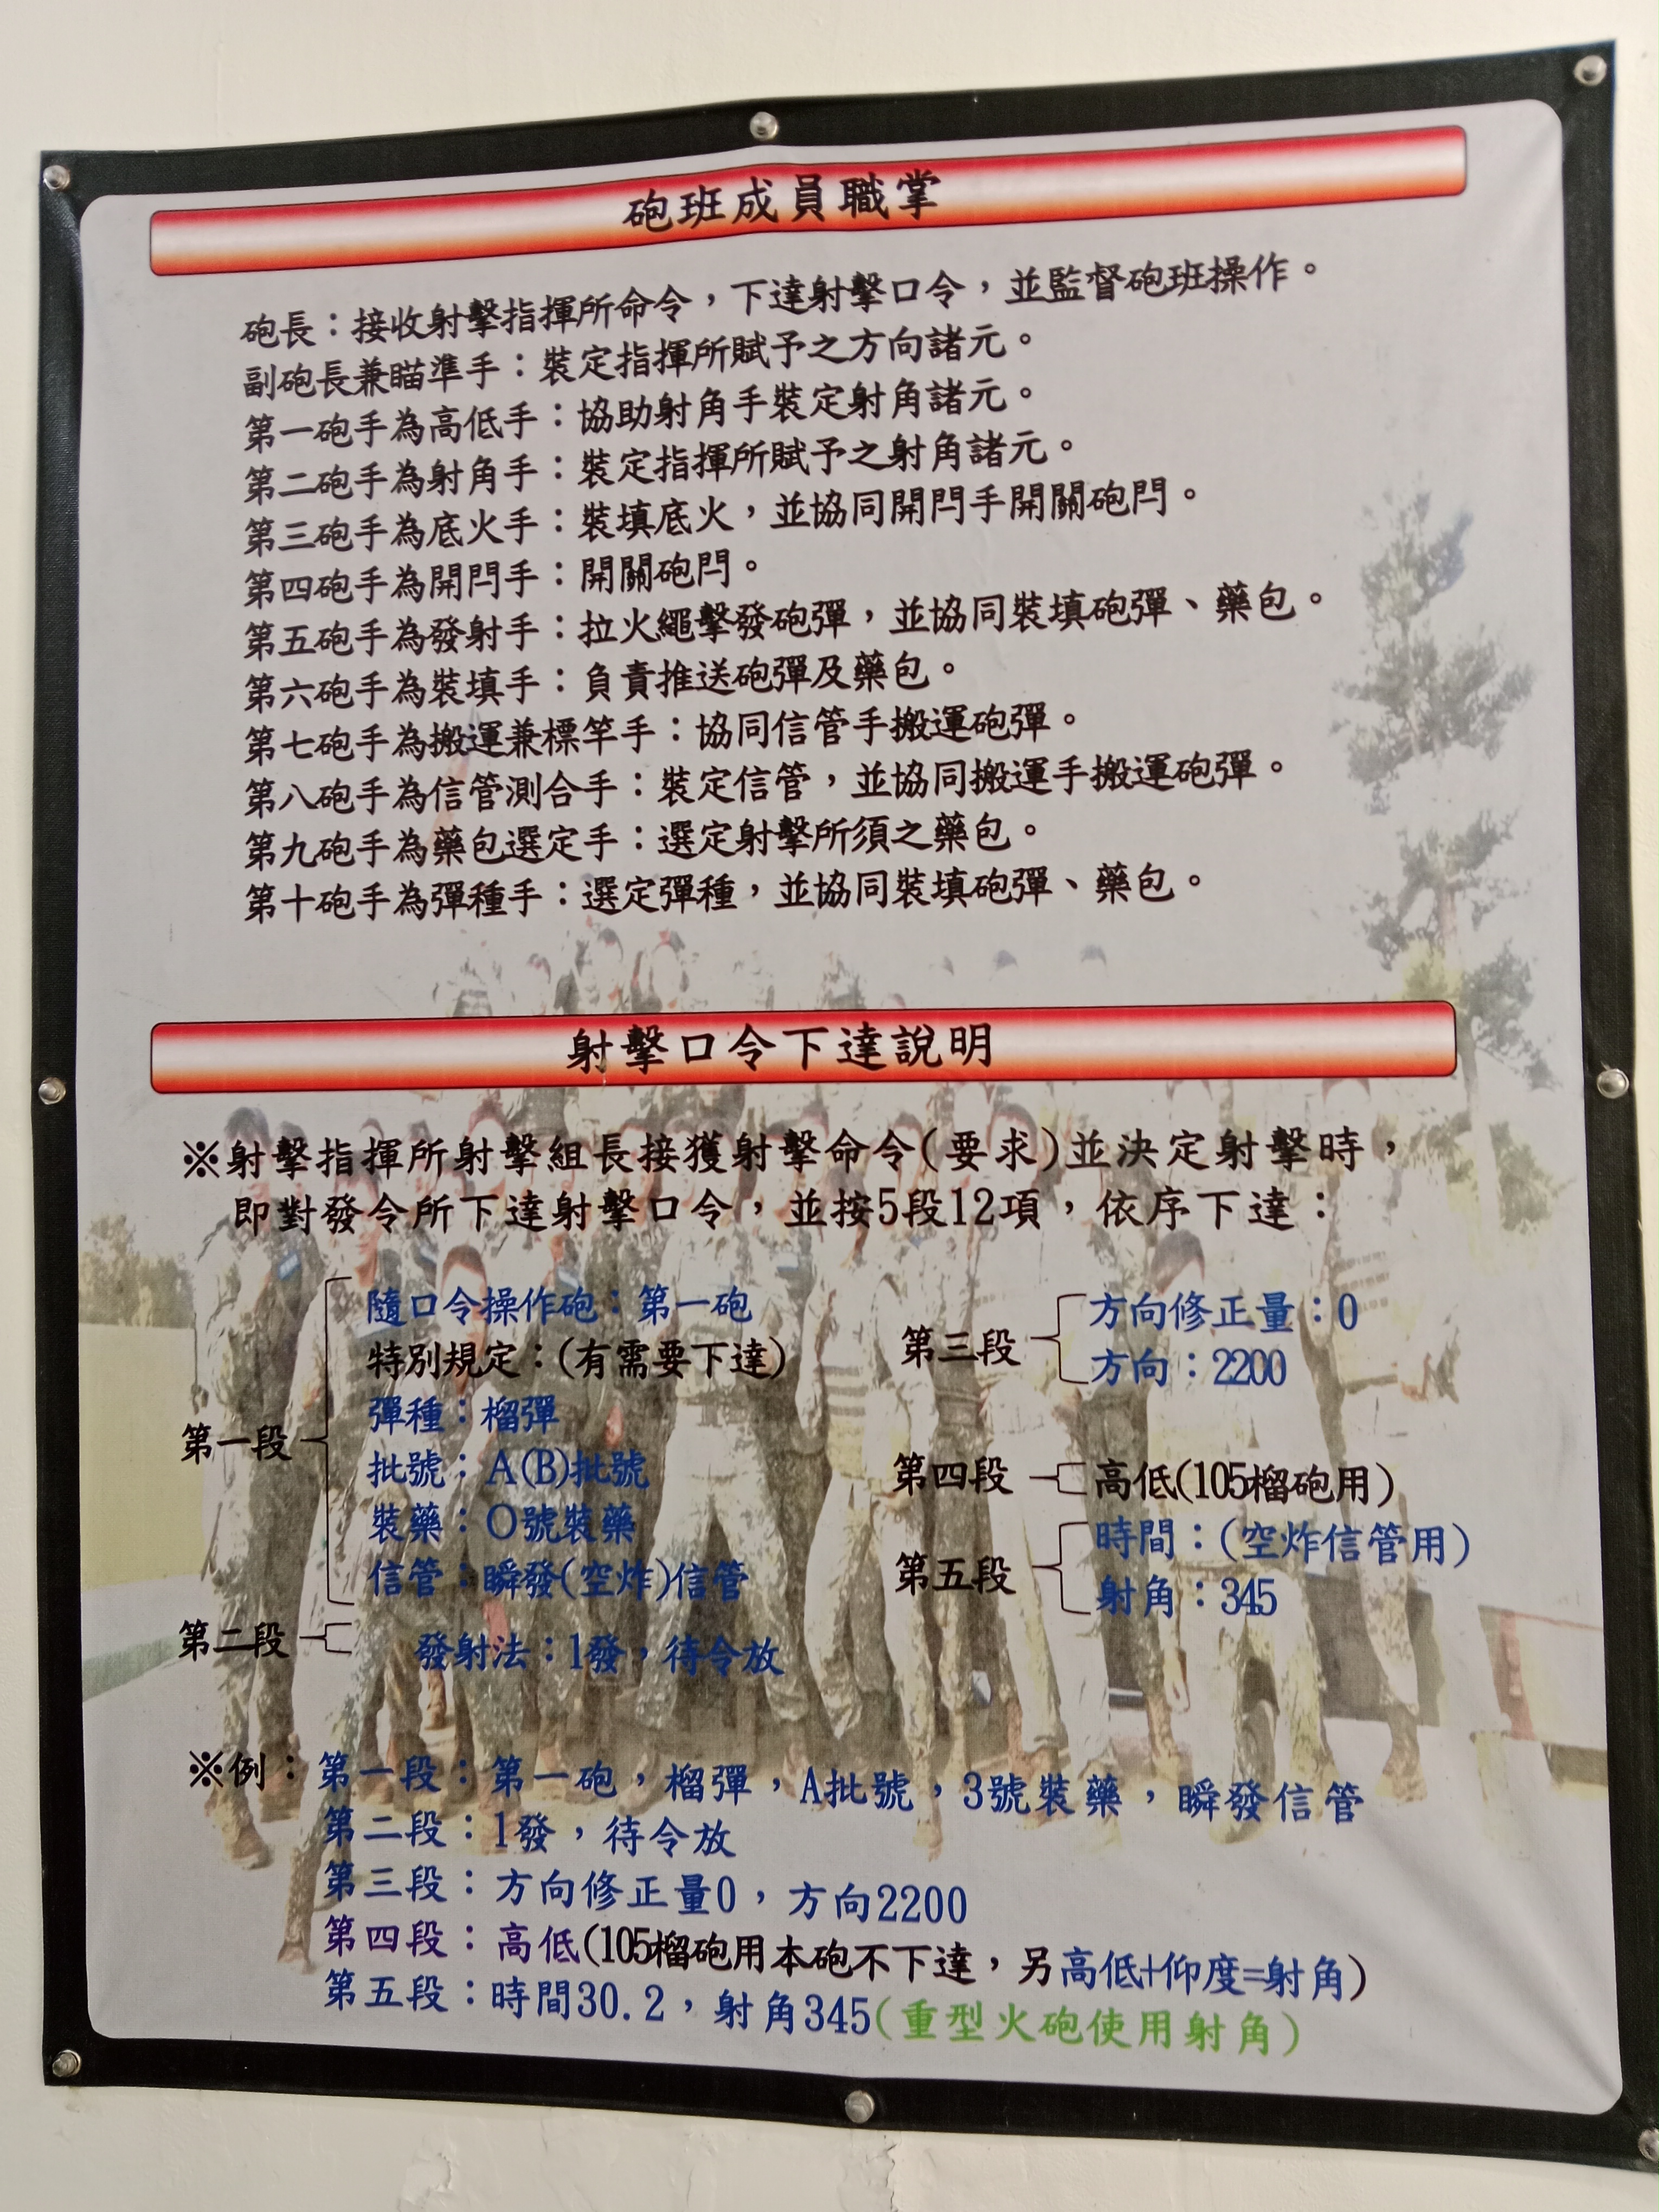 砲班成員職掌
砲長：接收射擊指揮所命令，下達射擊口令，並監督砲班操作。
副砲長兼瞄準手：裝定指揮所賦予之方向諸元。
第一砲手為高低手：協助射角手裝定射角諸元。
第二砲手為射角手：裝定指揮所賦予之射角諸元。
第三砲手為底火手：裝填底火，並協同開閂手開關砲閂。
第四砲手為開閂手：開關砲閂。
第五砲手為發射手：拉火繩擊發砲彈，並協同裝填砲彈、藥包。
第六砲手為裝填手：負責推送砲彈及藥包。
第七砲手為搬運兼標竿手：協同信管手搬運砲彈。
第八砲手為信管測合手：裝定信管，並協同搬運手搬運砲彈。
第九砲手為藥包選定手：選定射擊所須之藥包。
第十砲手為彈種手：選定彈種，並協同裝填砲彈、藥包。
射擊口令下達說明
※射擊指揮所射擊組長接獲射擊命令(要求)並決定射擊時，
即對發令所下達射擊口令，並按5段12項，依序下達：
第一段
隨口令操作砲：第一砲
特別規定：(有需要下達)
彈種：榴彈
批號：A(B)批號
裝藥：O號裝藥
信管：瞬發(空炸)信管
第二段
發射法：1發，待令放
第三段
方向修正量：0
方向：2200
第四段
高低(105榴砲用)
第五段
時間：(空炸信管用)
射角：345
※例：第一段：第一砲，榴彈，A批號，3號裝藥，瞬發信管
第二段：1發，待令放
第三段：方向修正量0，方向2200
第四段：高低(105榴砲用本砲不下達，另高低+仰度=射角)
第五段：時間30.2，射角345(重型火砲使用射角)